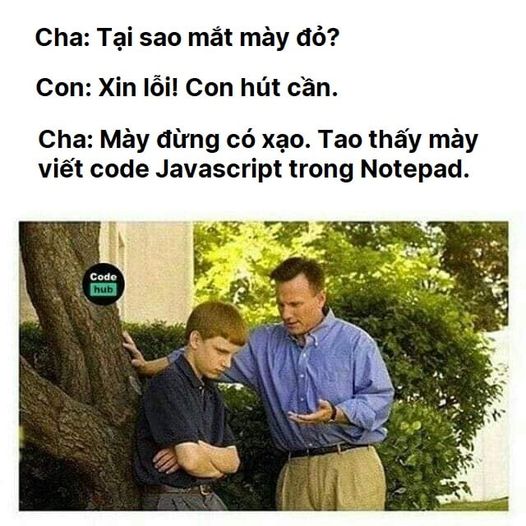 Cha: Tại sao mắt mày đỏ?
Con: Xin lỗi! Con hút cần.
Cha: Mày đừng có xạo. Tao thấy mày
viết code Javascript trong Notepad.
Code
hub